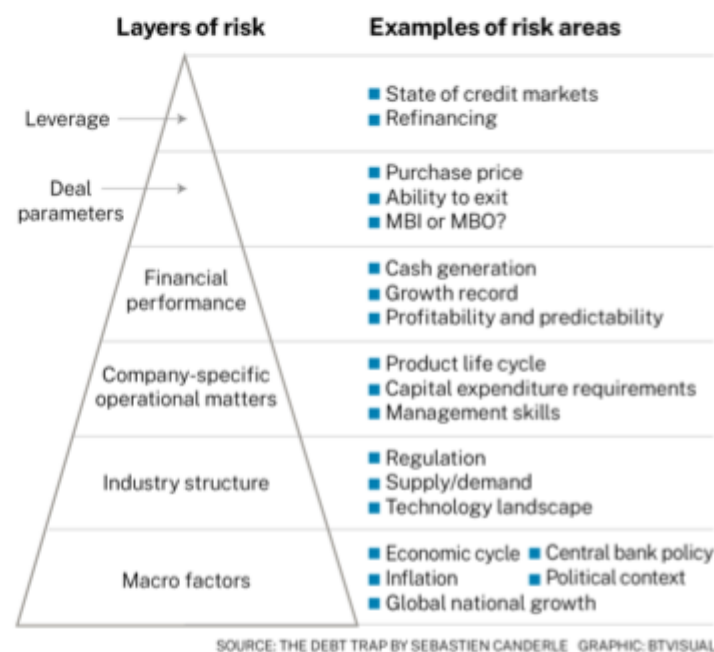 Layers of risk
Examples of risk areas
Leverage
State of credit markets
Refinancing
Deal
parameters
Purchase price
Ability to exit
MBI or MBO?
Financial
performance
Cash generation
Growth record
Profitability and predictability
Company-specific
operational matters
Product life cycle
Capital expenditure requirements
Management skills
Industry structure
Regulation
Supply/demand
Technology landscape
Macro factors
Economic cycle
Central bank policy
Inflation
Political context
Global national growth
SOURCE: THE DEBT TRAP BY SEBASTIEN CANDERLE GRAPHIC: BTVISUAL